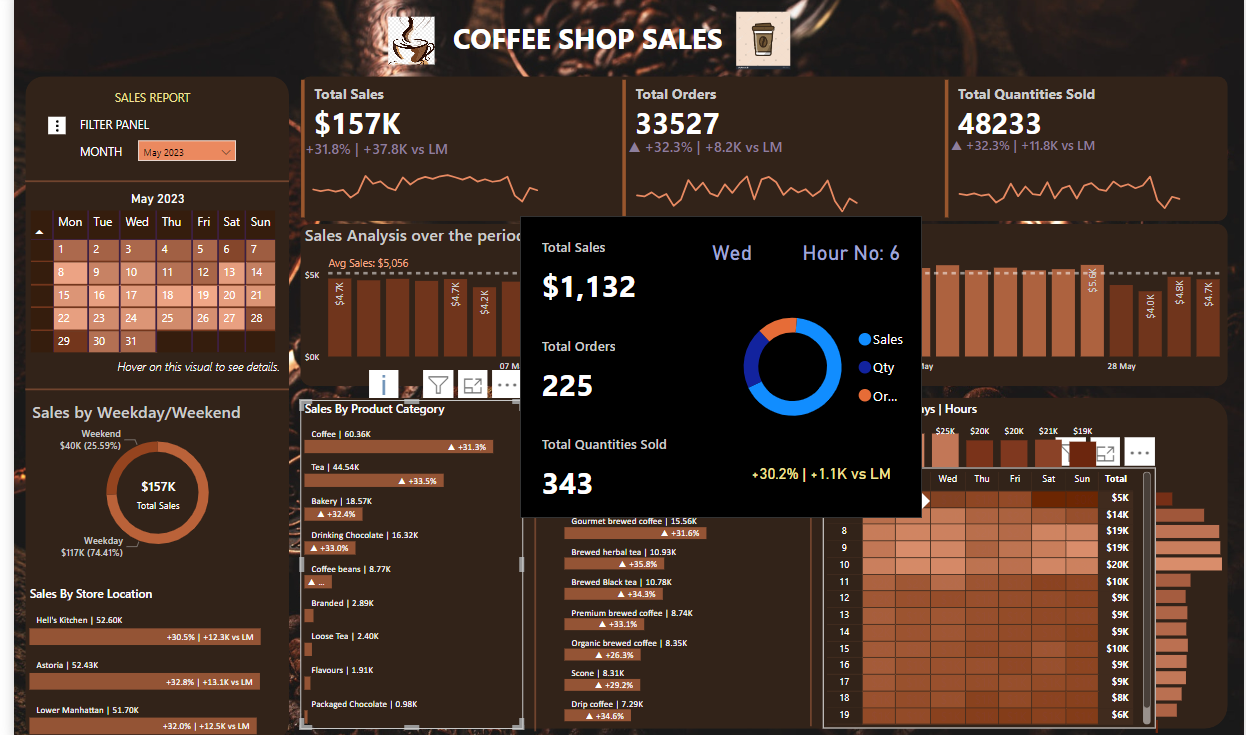 COFFEE SHOP SALES
SALES REPORT
FILTER PANEL
MONTH
May 2023
May 2023
Mon Tue Wed Thu Fri Sat Sun
1 2 3 4 5 6 7
8 9 10 11 12 13 14
15 16 17 18 19 20 21
22 23 24 25 26 27 28
29 30 31
Hover on this visual to see details.
Total Sales
$157K
+31.8% | +37.8K vs LM
Total Orders
33527
▲ +32.3% | +8.2K vs LM
Total Quantities Sold
48233
▲ +32.3% | +11.8K vs LM
Sales Analysis over the period
Avg Sales: $5,056
$5K
$0K
$4.7K
$4.7K
$4.2K
07 M
$4.0K
$4.8K
$4.7K
ay
28 May
Total Sales
$1,132
Wed
Hour No: 6
Total Orders
225
Total Quantities Sold
343
Sales
Qty
Or...
+30.2% | +1.1K vs LM
Sales by Weekday/Weekend
Weekend
$40K (25.59%)
$157K
Total Sales
Weekday
$117K (74.41%)
Sales By Store Location
Hell's Kitchen | 52.60K
+30.5% | +12.3K vs LM
Astoria | 52.43K
+32.8% | +13.1K vs LM
Lower Manhattan | 51.70K
+32.0% | +12.5K vs LM
Sales By Product Category
Coffee | 60.36K
▲ +31.3%
Tea | 44.54K
▲ +33.5%
Bakery | 18.57K
▲ +32.4%
Drinking Chocolate | 16.32K
▲ +33.0%
Coffee beans | 8.77K
▲ ...
Branded | 2.89K
Loose Tea | 2.40K
Flavours | 1.91K
Packaged Chocolate | 0.98K
Gourmet brewed coffee | 15.56K
▲ +31.6%
Brewed herbal tea | 10.93K
▲ +35.8%
Brewed Black tea | 10.78K
▲ +34.3%
Premium brewed coffee | 8.74K
▲ +33.1%
Organic brewed coffee | 8.35K
▲ +26.3%
Scone | 8.31K
▲ +29.2%
Drip coffee | 7.29K
▲ +34.6%
ys | Hours
$25K $20K $20K $21K $19K
Wed Thu Fri Sat Sun Total
$5K
$14K
8 $19K
9 $19K
10 $20K
11 $10K
12 $9K
13 $9K
14 $9K
15 $10K
16 $9K
17 $9K
18 $8K
19 $6K